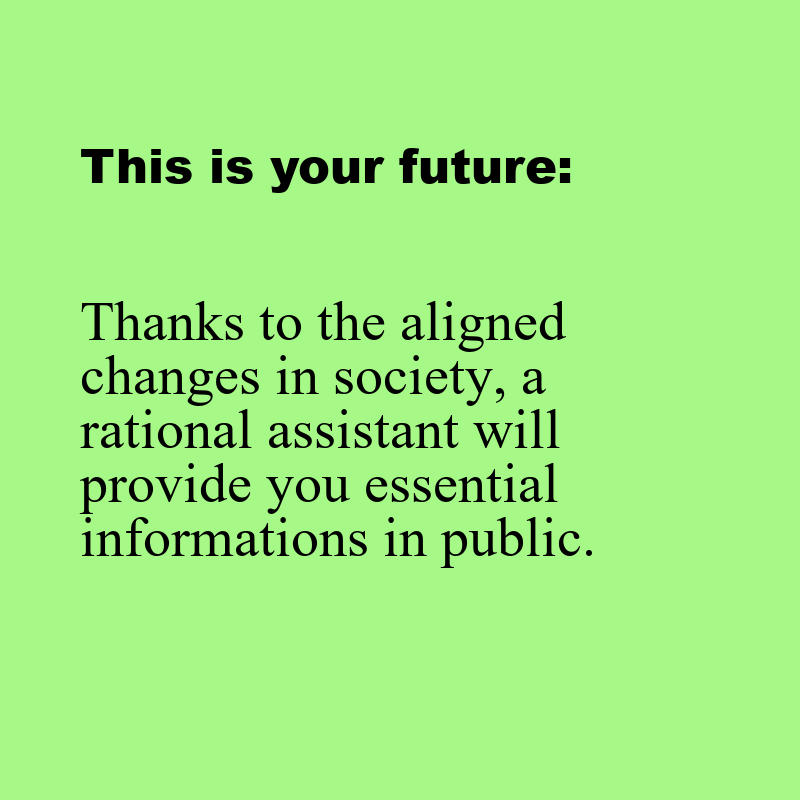 This is your future:
Thanks to the aligned
changes in society, a
rational assistant will
provide you essential
informations in public.